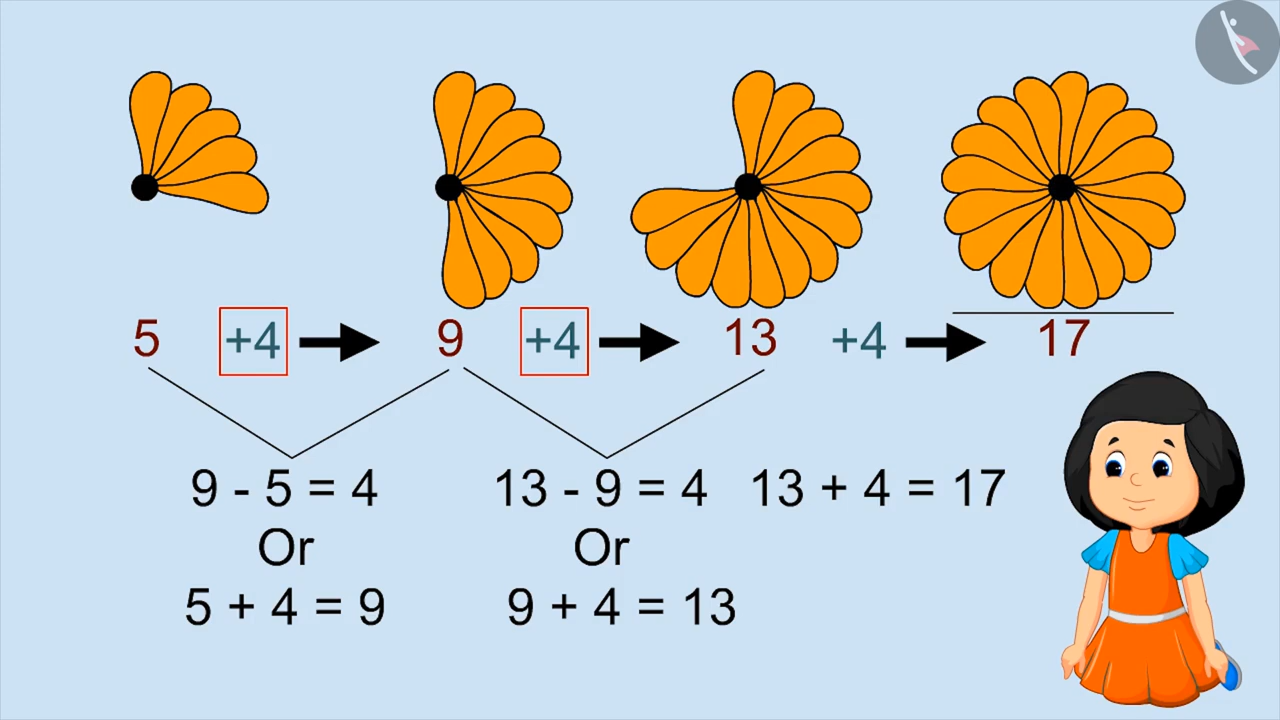 5 +4 9 +4 13 +4 17
9 - 5 = 4 13 - 9 = 4 13 + 4 = 17
Or Or
5 + 4 = 9 9 + 4 = 13